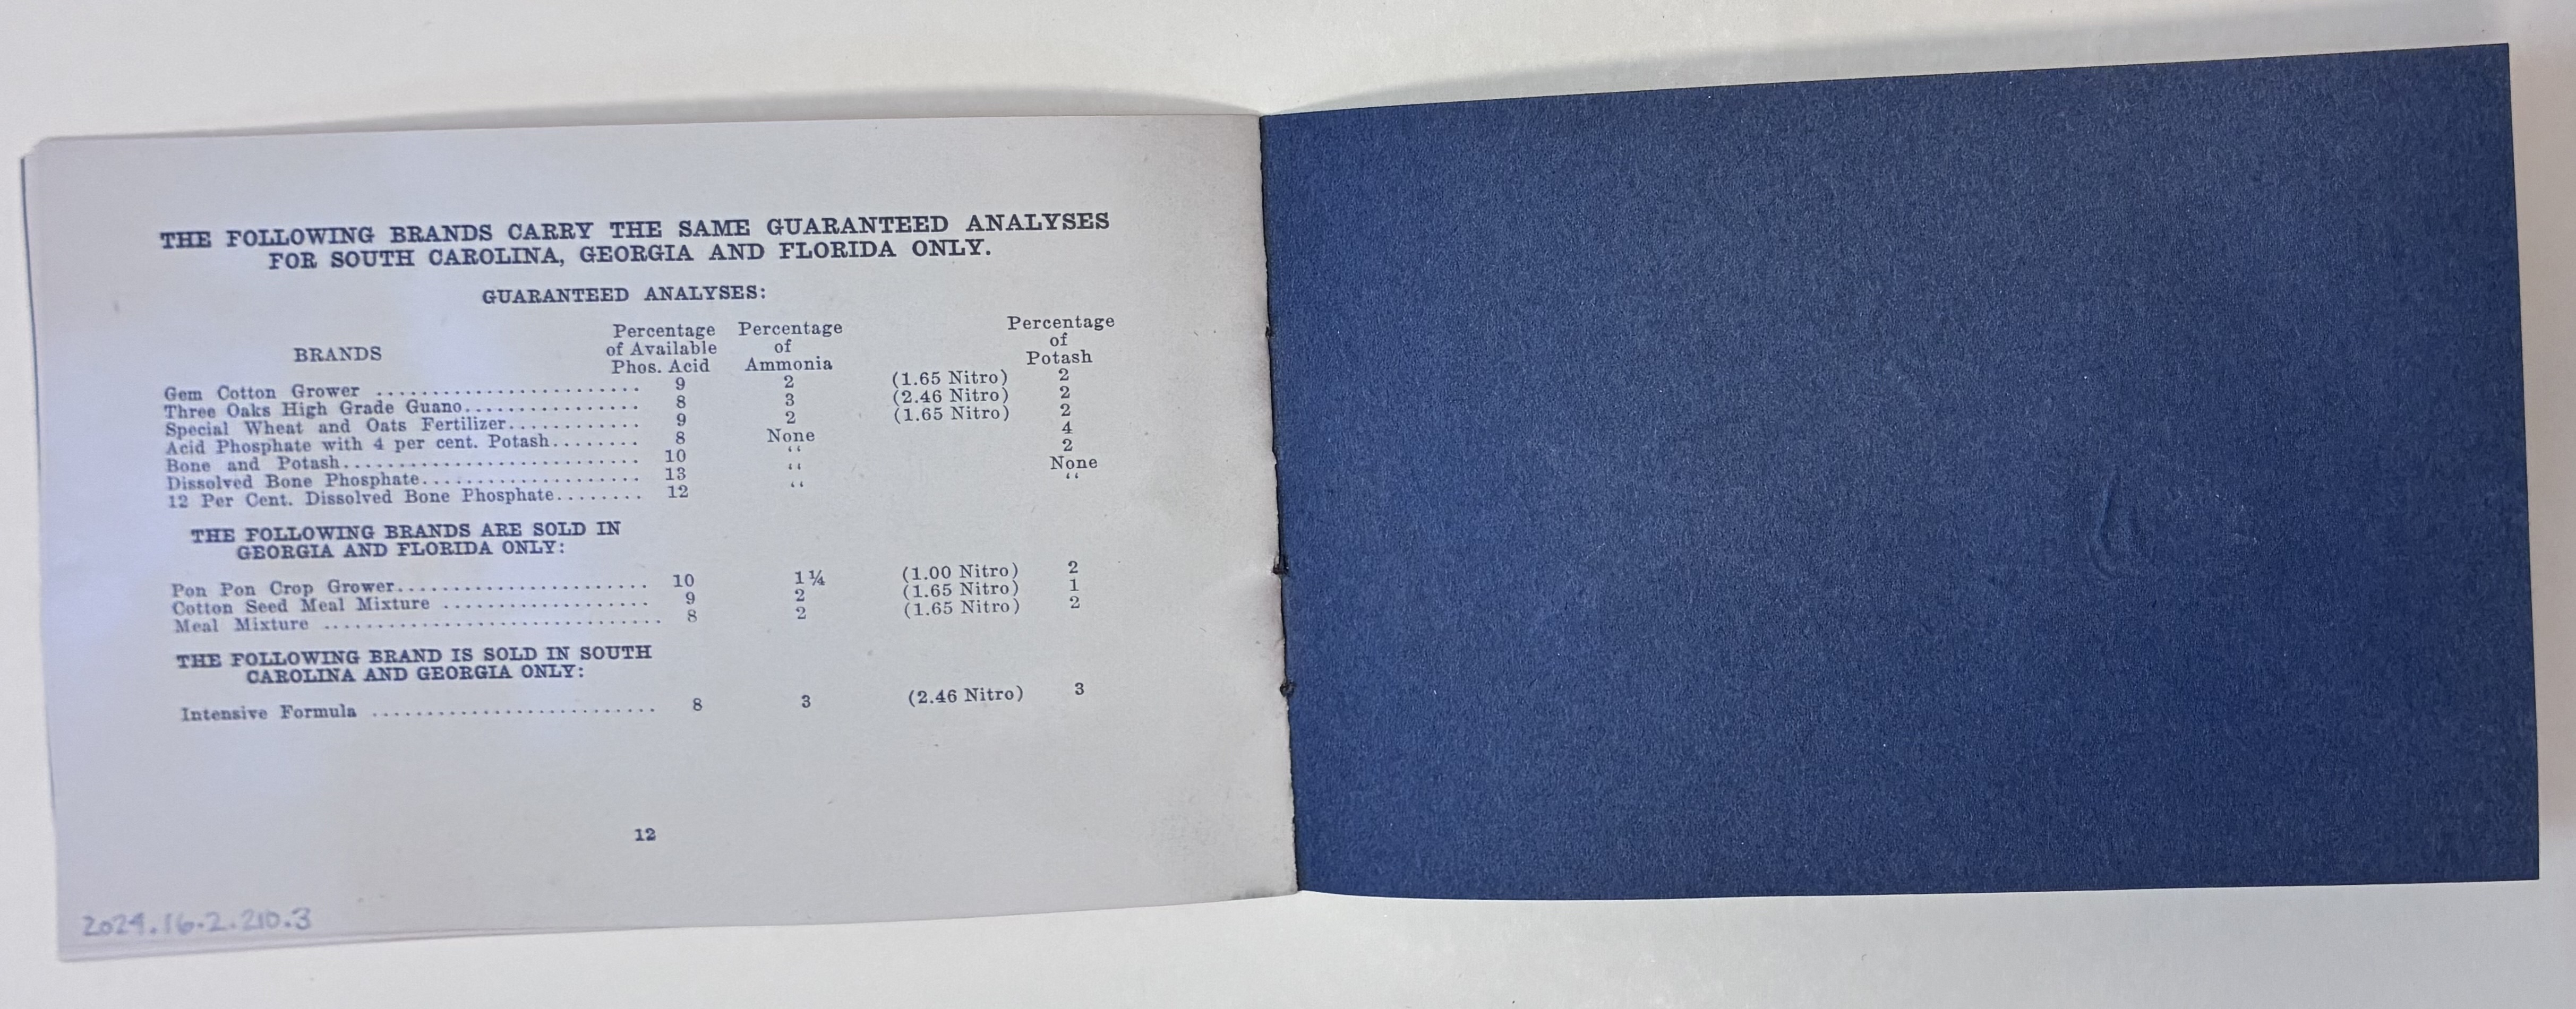 THE FOLLOWING BRANDS CARRY THE SAME GUARANTEED ANALYSES
FOR SOUTH CAROLINA, GEORGIA AND FLORIDA ONLY.
GUARANTEED ANALYSES:
BRANDS Percentage of Available Phos. Acid Percentage of Ammonia Percentage of Potash
Gem Cotton Grower ........................ 9 2 (1.65 Nitro) 2
Three Oaks High Grade Guano................ 8 3 (2.46 Nitro) 2
Special Wheat and Oats Fertilizer............ 9 2 (1.65 Nitro) 2
Acid Phosphate with 4 per cent. Potash........ 8 None 4
Bone and Potash........................... 10 “ 2
Dissolved Bone Phosphate.................... 13 “ None
12 Per Cent. Dissolved Bone Phosphate........ 12 “ “
THE FOLLOWING BRANDS ARE SOLD IN
GEORGIA AND FLORIDA ONLY:
Pon Pon Crop Grower....................... 10 1¼ (1.00 Nitro) 2
Cotton Seed Meal Mixture ................... 9 2 (1.65 Nitro) 1
Meal Mixture ............................... 8 2 (1.65 Nitro) 2
THE FOLLOWING BRAND IS SOLD IN SOUTH
CAROLINA AND GEORGIA ONLY:
Intensive Formula .......................... 8 3 (2.46 Nitro) 3
12
2024.16.2.210.3